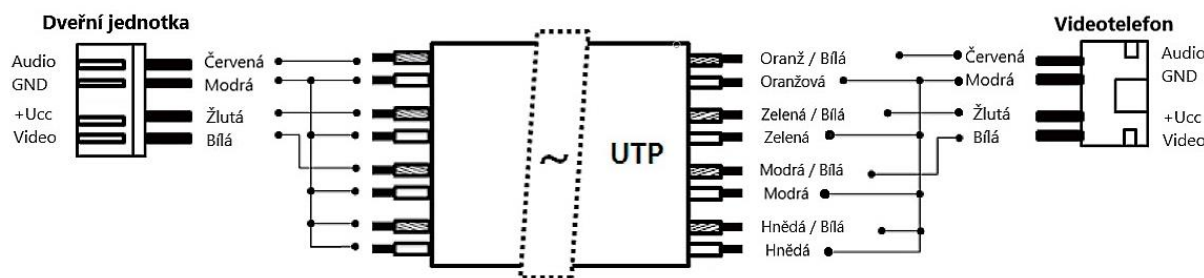 Dveřní jednotka
Audio
GND
+Ucc
Video
Červená
Modrá
Žlutá
Bílá
~
UTP
Oranž / Bílá
Oranžová
Zelená / Bílá
Zelená
Modrá / Bílá
Modrá
Hnědá / Bílá
Hnědá
Videotelefon
Červená
Modrá
Žlutá
Bílá
Audio
GND
+Ucc
Video